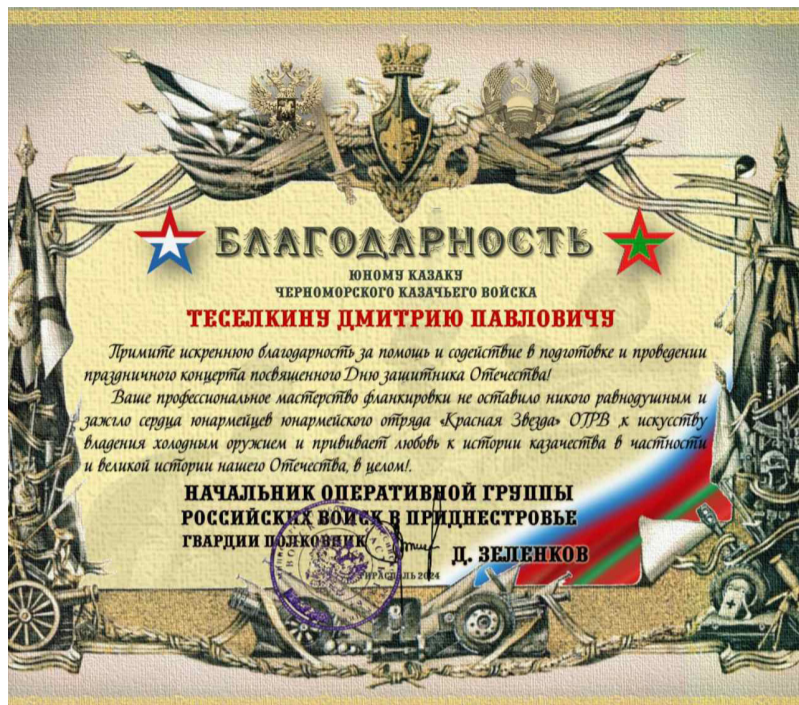 БЛАГОДАРНОСТЬ
ЮНОМУ КАЗАКУ
ЧЕРНОМОРСКОГО КАЗАЧЬЕГО ВОЙСКА
ТЕСЕЛКИНУ ДМИТРИЮ ПАВЛОВИЧУ
Примите искреннюю благодарность за помощь и содействие в подготовке и проведении
праздничного концерта посвященного Дню зашитника Отечества!
Ваше профессиональное мастерство фланкировки не оставило никого равнодушным и
зажгло сердца юнармейцев юнармейского отряда «Красная Звезда» ОГРВ ,к искусству
владения холодным оружием и прививает любовь к истории казачества в частности
и великой истории нашего Отечества, в целом!.
НАЧАЛЬНИК ОПЕРАТИВНОЙ ГРУППЫ
РОССИЙСКИХ ВОЙСК В ПРИДНЕСТРОВЬЕ
ГВАРДИИ ПОЛКОВНИК
Д. ЗЕЛЕНКОВ
ТИРАСПОЛЬ 2024